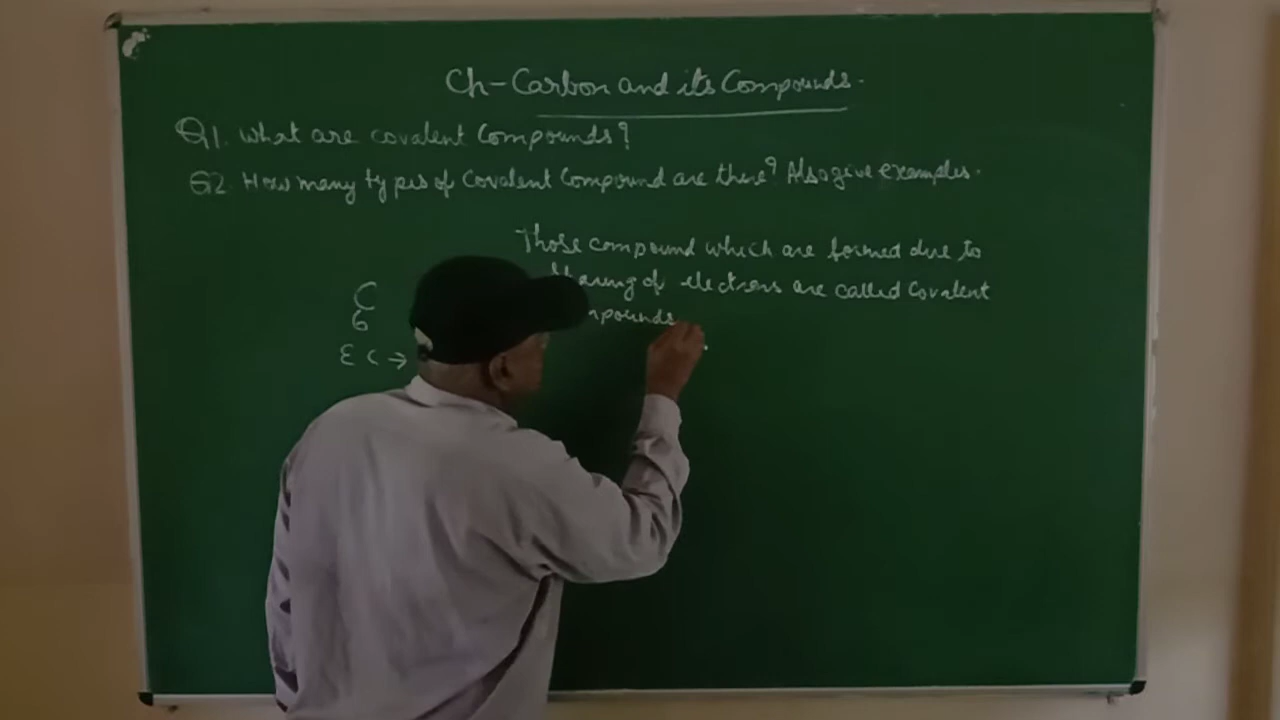 Ch-Carbon and its Compounds.
Q1. What are covalent Compounds?
Q2. How many types of Covalent Compound are there? Also give examples.
Those compound which are formed due to
of electrons are called Covalent
C
6
E C →